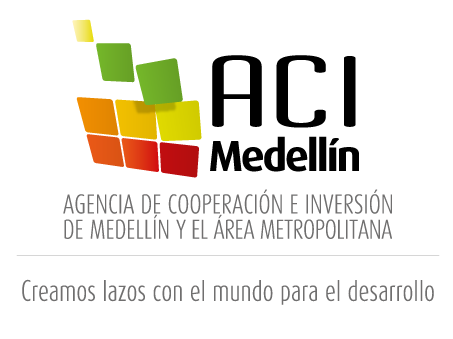 ACI
Medellín
AGENCIA DE COOPERACIÓN E INVERSIÓN
DE MEDELLÍN Y EL ÁREA METROPOLITANA
Creamos lazos con el mundo para el desarrollo